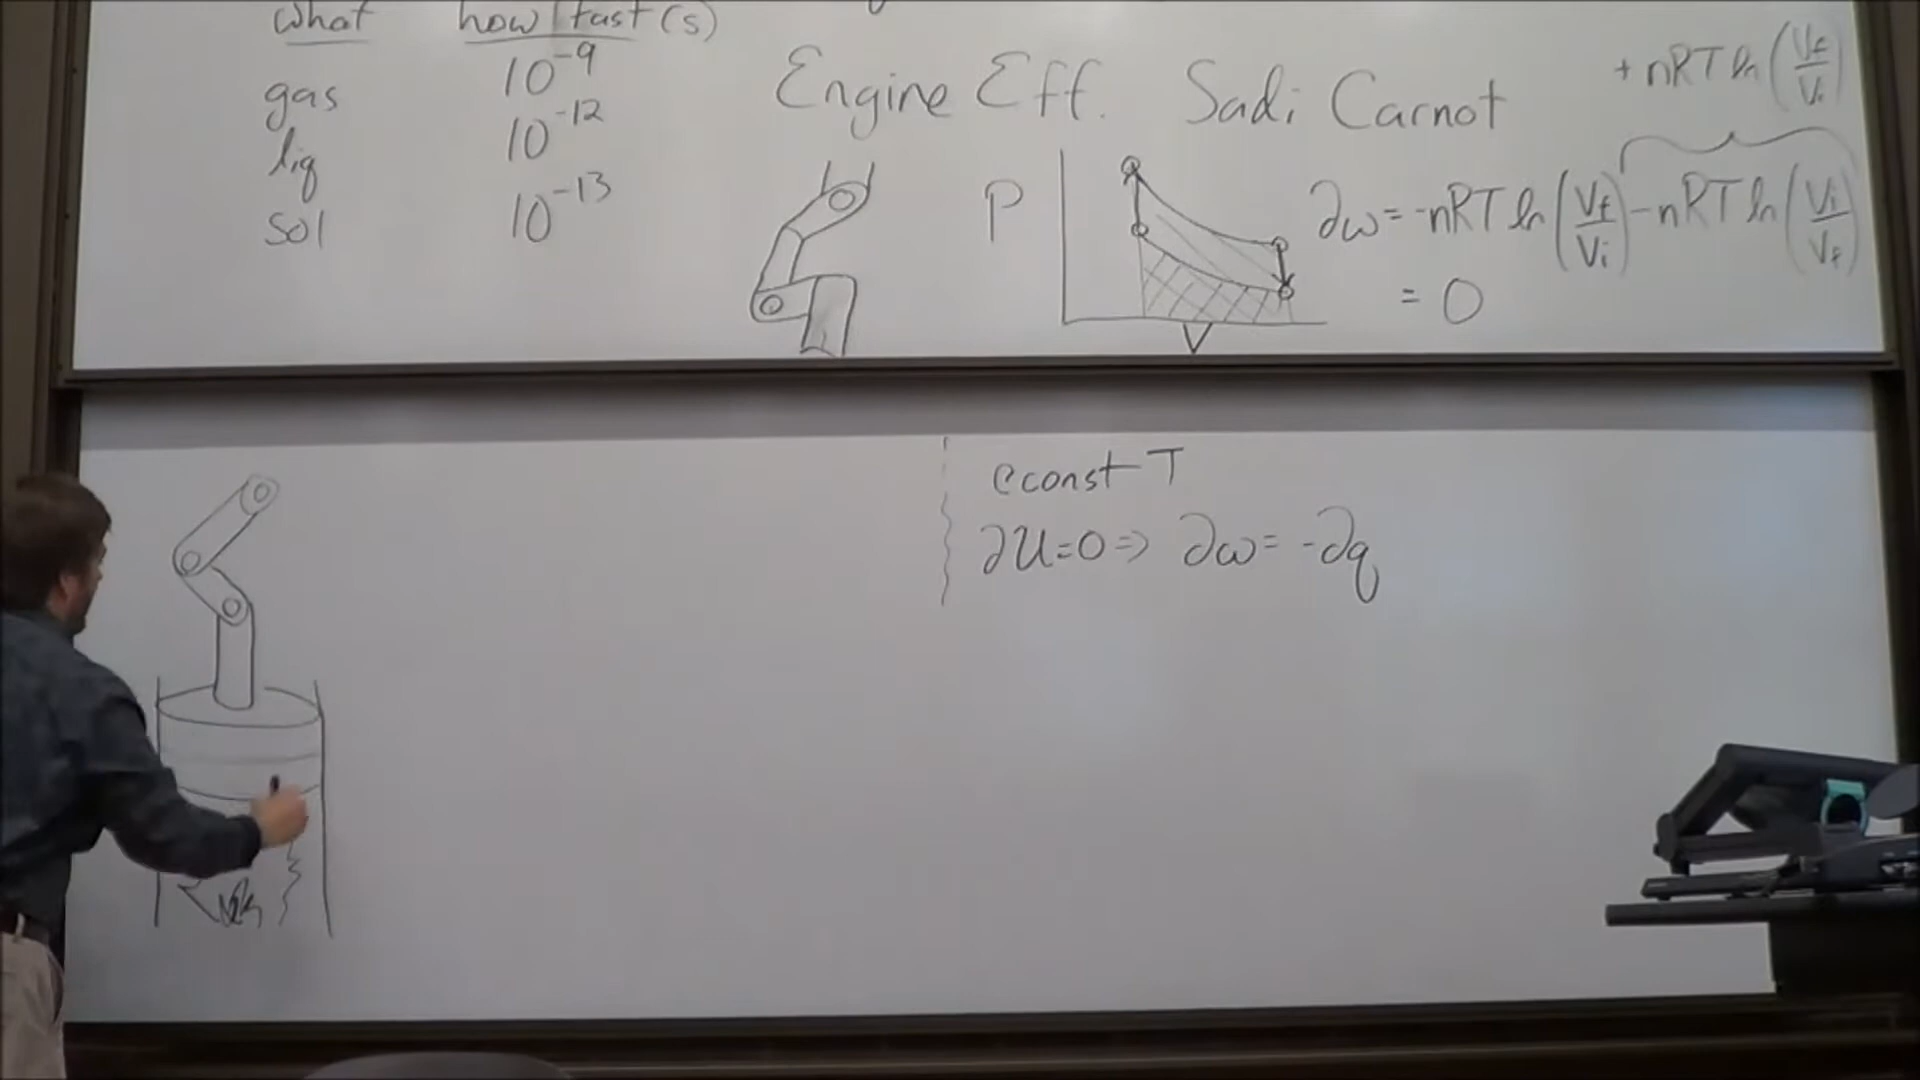 what how fast (s)
gas 10⁻⁹
liq 10⁻¹²
sol 10⁻¹³
Engine Eff. Sadi Carnot
+ nRT ln (Vf/Vi)
P
V
∂w = -nRT ln (Vf/Vi) - nRT ln (Vi/Vf)
= 0
@const T
∂U=0 => ∂w = -∂q